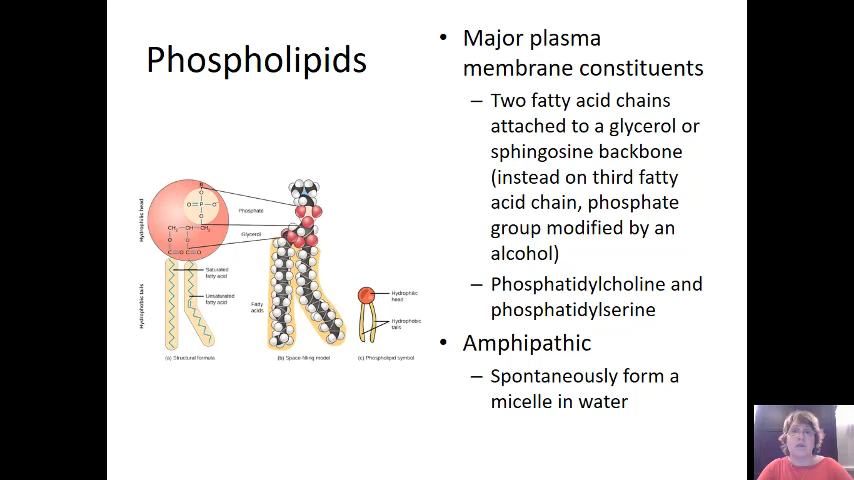 Phospholipids
• Major plasma
membrane constituents
– Two fatty acid chains
attached to a glycerol or
sphingosine backbone
(instead on third fatty
acid chain, phosphate
group modified by an
alcohol)
– Phosphatidylcholine and
phosphatidylserine
• Amphipathic
– Spontaneously form a
micelle in water
Hydrophilic head
Hydrophobic tails
R
O
O P O⁻
O
CH₂ CH CH₂
O O
C O C O
Phosphate
Glycerol
Saturated
fatty acid
Unsaturated
fatty acid
Fatty
acids
Hydrophilic
head
Hydrophobic
tails
(a) Structural formula
(b) Space-filling model
(c) Phospholipid symbol